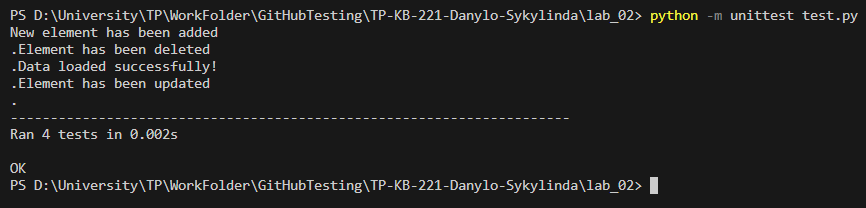 PS D:\University\TP\WorkFolder\GitHubTesting\TP-KB-221-Danylo-Sykylinda\lab_02> python -m unittest test.py
New element has been added
.Element has been deleted
.Data loaded successfully!
.Element has been updated
.
----------------------------------------------------------------------
Ran 4 tests in 0.002s

OK
PS D:\University\TP\WorkFolder\GitHubTesting\TP-KB-221-Danylo-Sykylinda\lab_02>